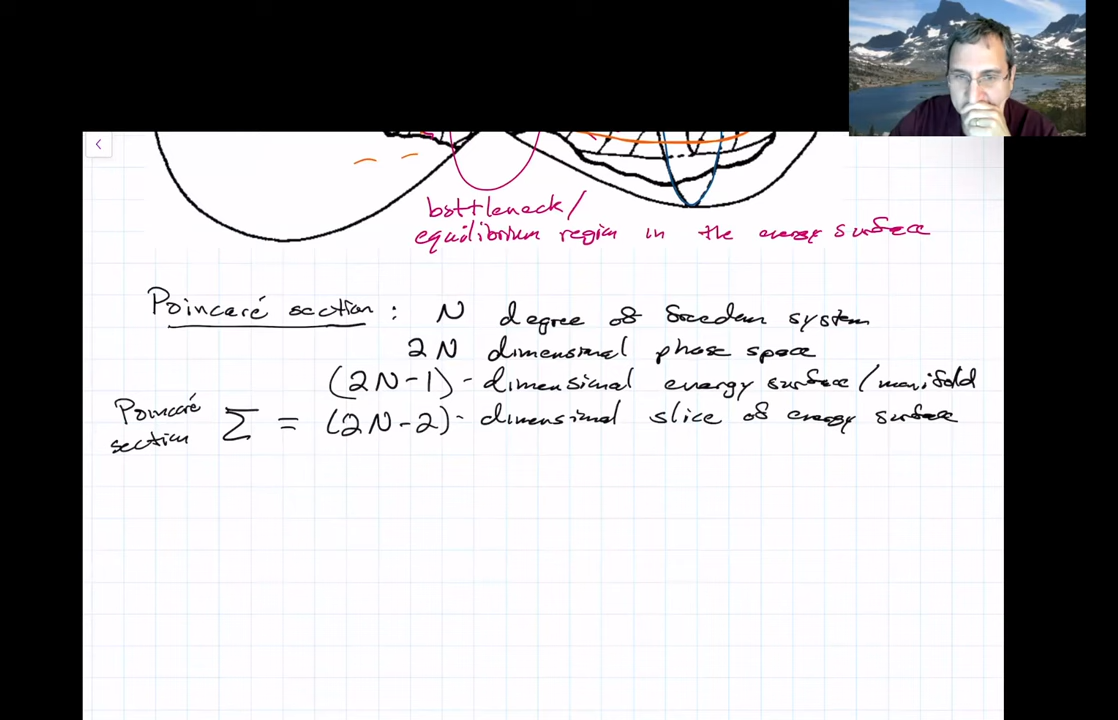 bottleneck/
equilibrium region in the energy surface
Poincaré section : N degree of freedom system
2N dimensional phase space
(2N-1) - dimensional energy surface/manifold
Poincaré section Σ = (2N-2) - dimensional slice of energy surface